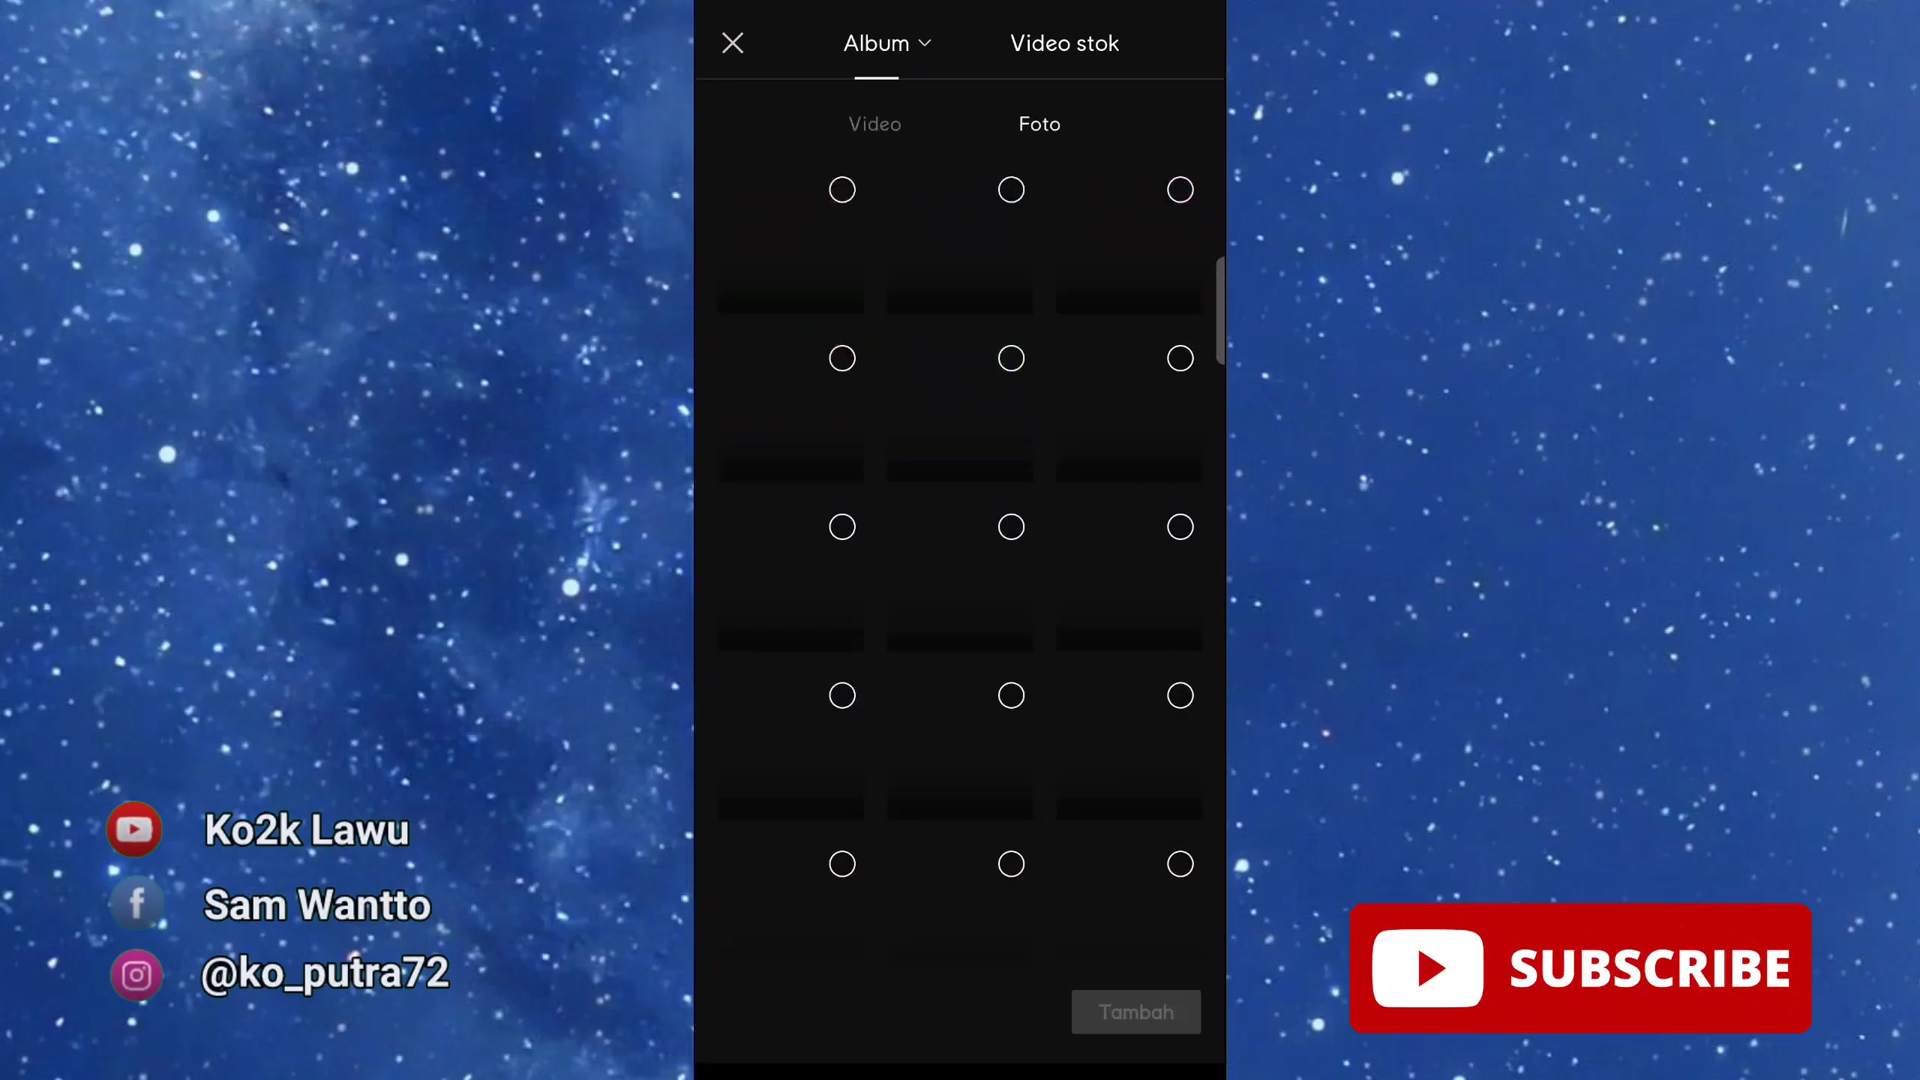 Album
Video stok
Video
Foto
Tambah
Ko2k Lawu
Sam Wantto
@ko_putra72
SUBSCRIBE